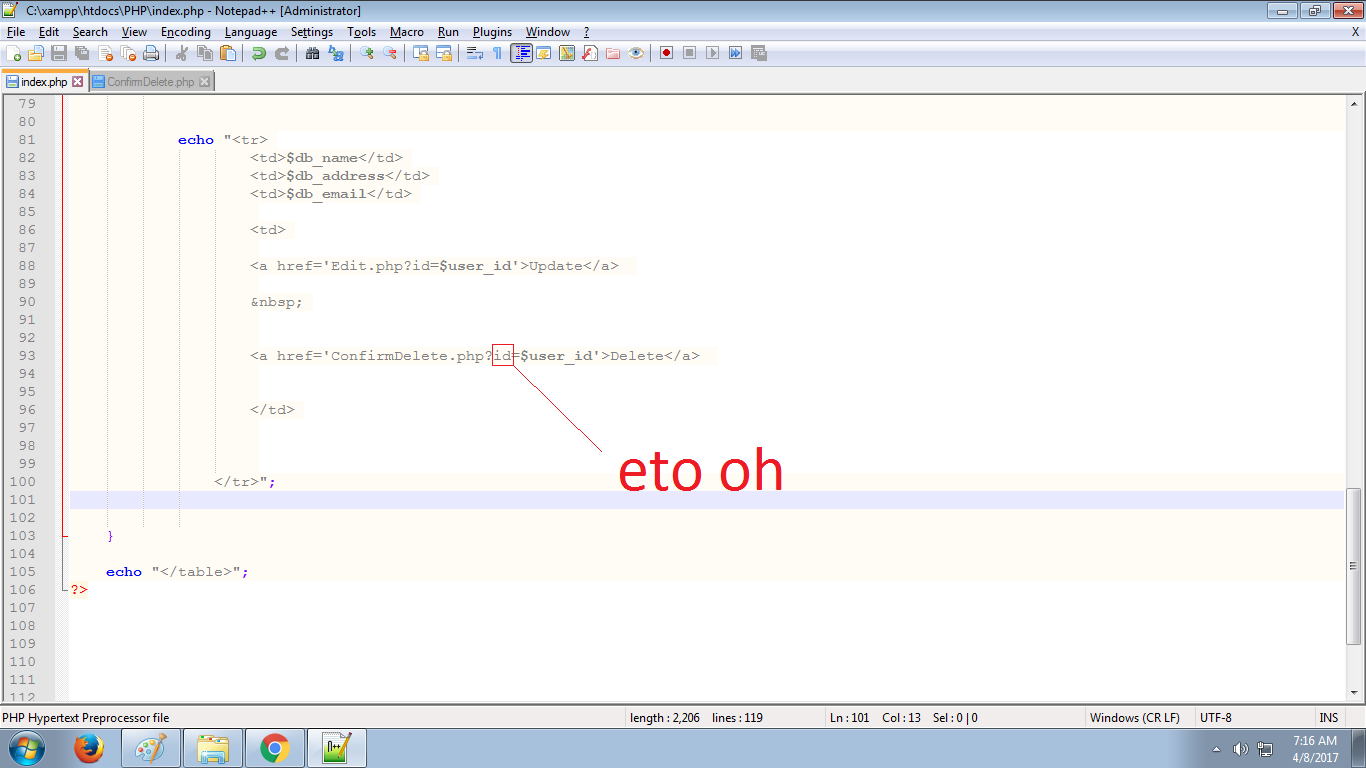 C:\xampp\htdocs\PHP\index.php - Notepad++ [Administrator]
File Edit Search View Encoding Language Settings Tools Macro Run Plugins Window ? X
index.php ConfirmDelete.php
79
80
81 echo "<tr>
82 <td>$db_name</td>
83 <td>$db_address</td>
84 <td>$db_email</td>
85
86 <td>
87
88 <a href='Edit.php?id=$user_id'>Update</a>
89
90 &nbsp;
91
92
93 <a href='ConfirmDelete.php?id=$user_id'>Delete</a>
94
95
96 </td>
97
98
99
eto oh
100 </tr>";
101
102
103 }
104
105 echo "</table>";
106 ?>
107
108
109
110
111
112
PHP Hypertext Preprocessor file length : 2,206 lines : 119 Ln : 101 Col : 13 Sel : 0 | 0 Windows (CR LF) UTF-8 INS
7:16 AM
4/8/2017